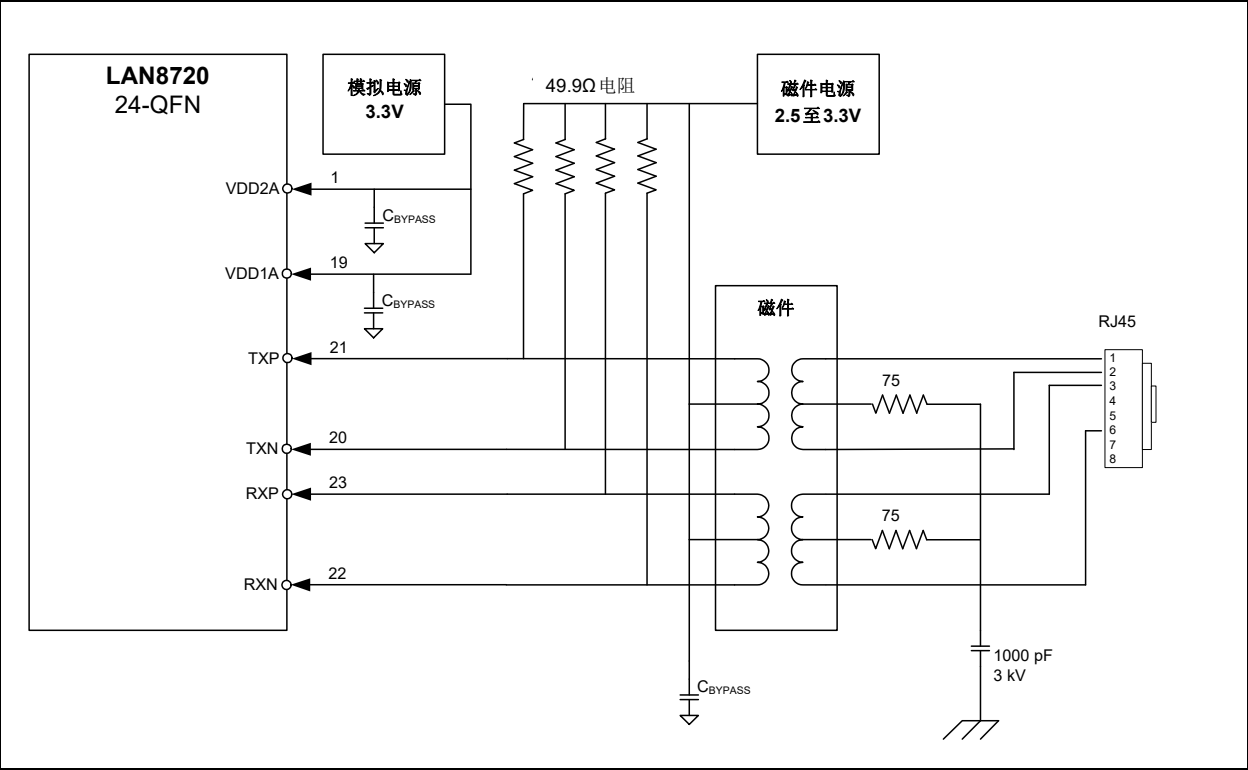 LAN8720
24-QFN
模拟电源
3.3V
49.9Ω 电阻
磁件电源
2.5至3.3V
VDD2A
1
CBYPASS
VDD1A
19
CBYPASS
磁件
RJ45
TXP
21
1
2
3
4
5
6
7
8
75
TXN
20
RXP
23
75
RXN
22
1000 pF
3 kV
CBYPASS